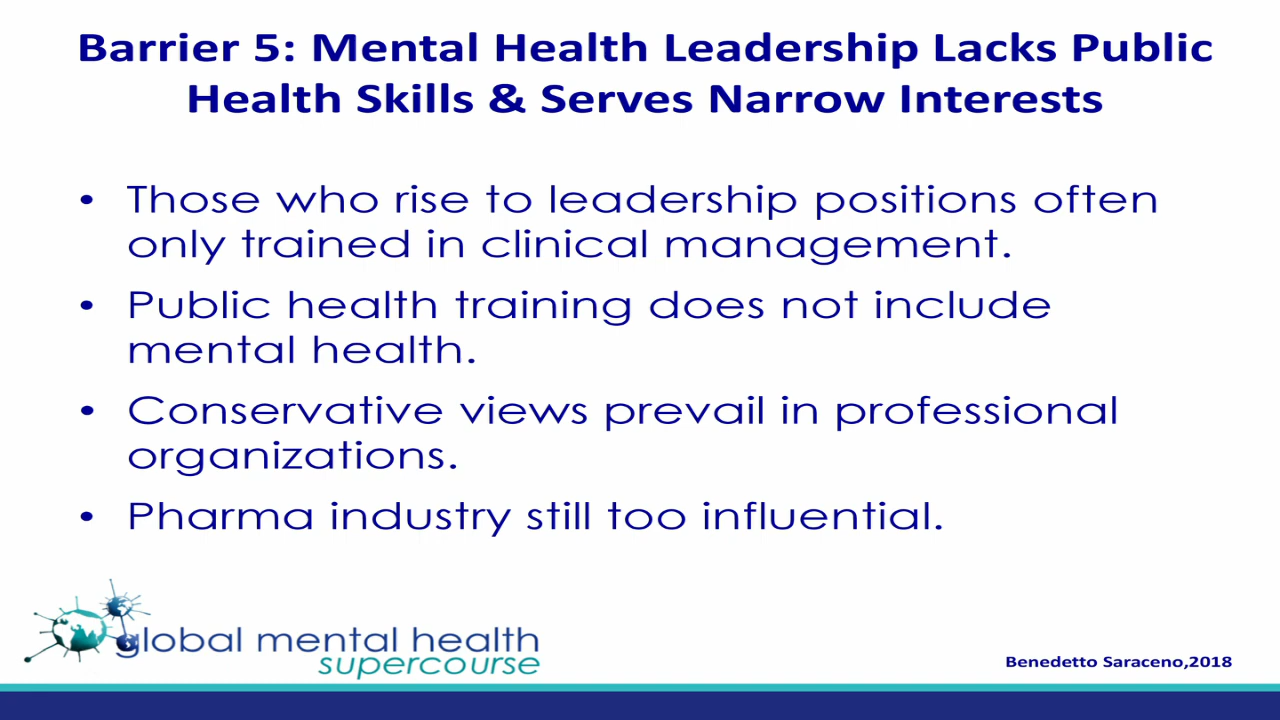 Barrier 5: Mental Health Leadership Lacks Public
Health Skills & Serves Narrow Interests
• Those who rise to leadership positions often
only trained in clinical management.
• Public health training does not include
mental health.
• Conservative views prevail in professional
organizations.
• Pharma industry still too influential.
global mental health
supercourse
Benedetto Saraceno,2018